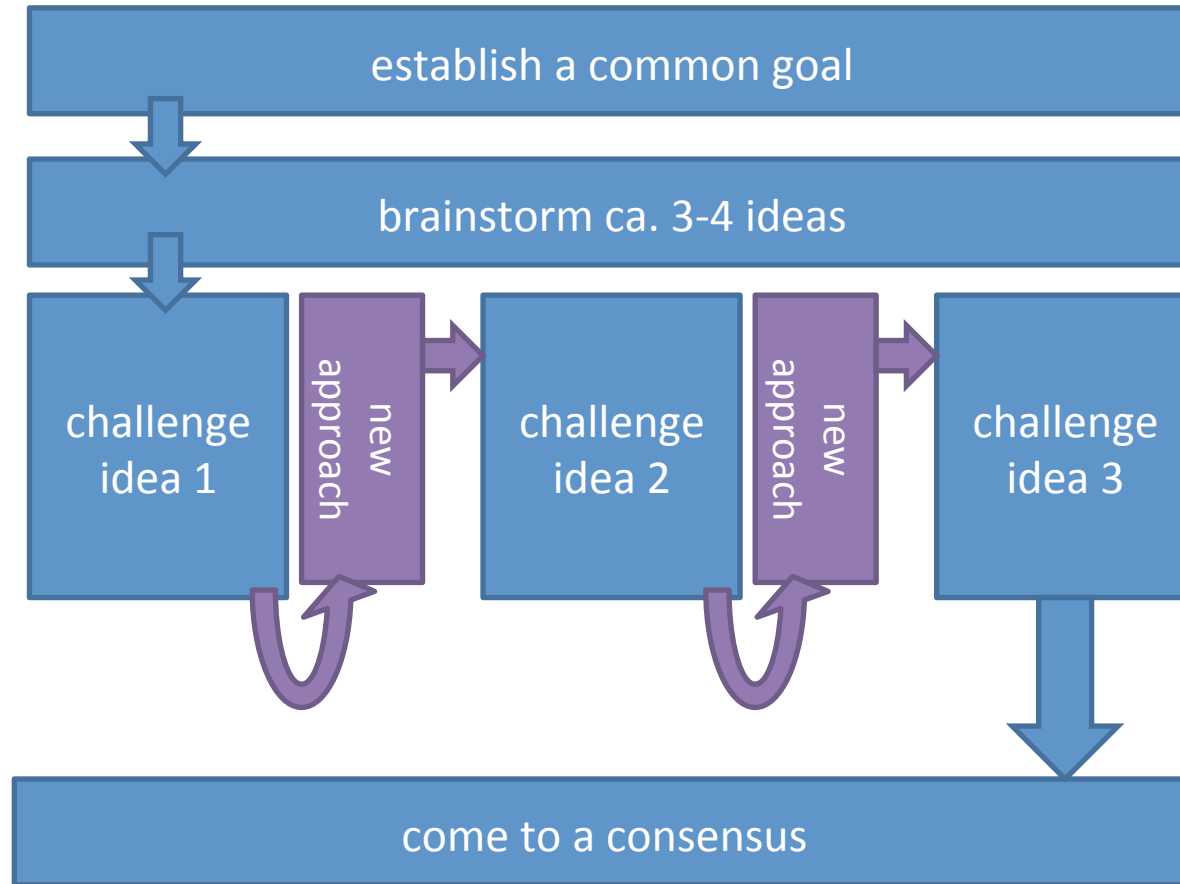 establish a common goal
brainstorm ca. 3-4 ideas
challenge
idea 1
new
approach
challenge
idea 2
new
approach
challenge
idea 3
come to a consensus